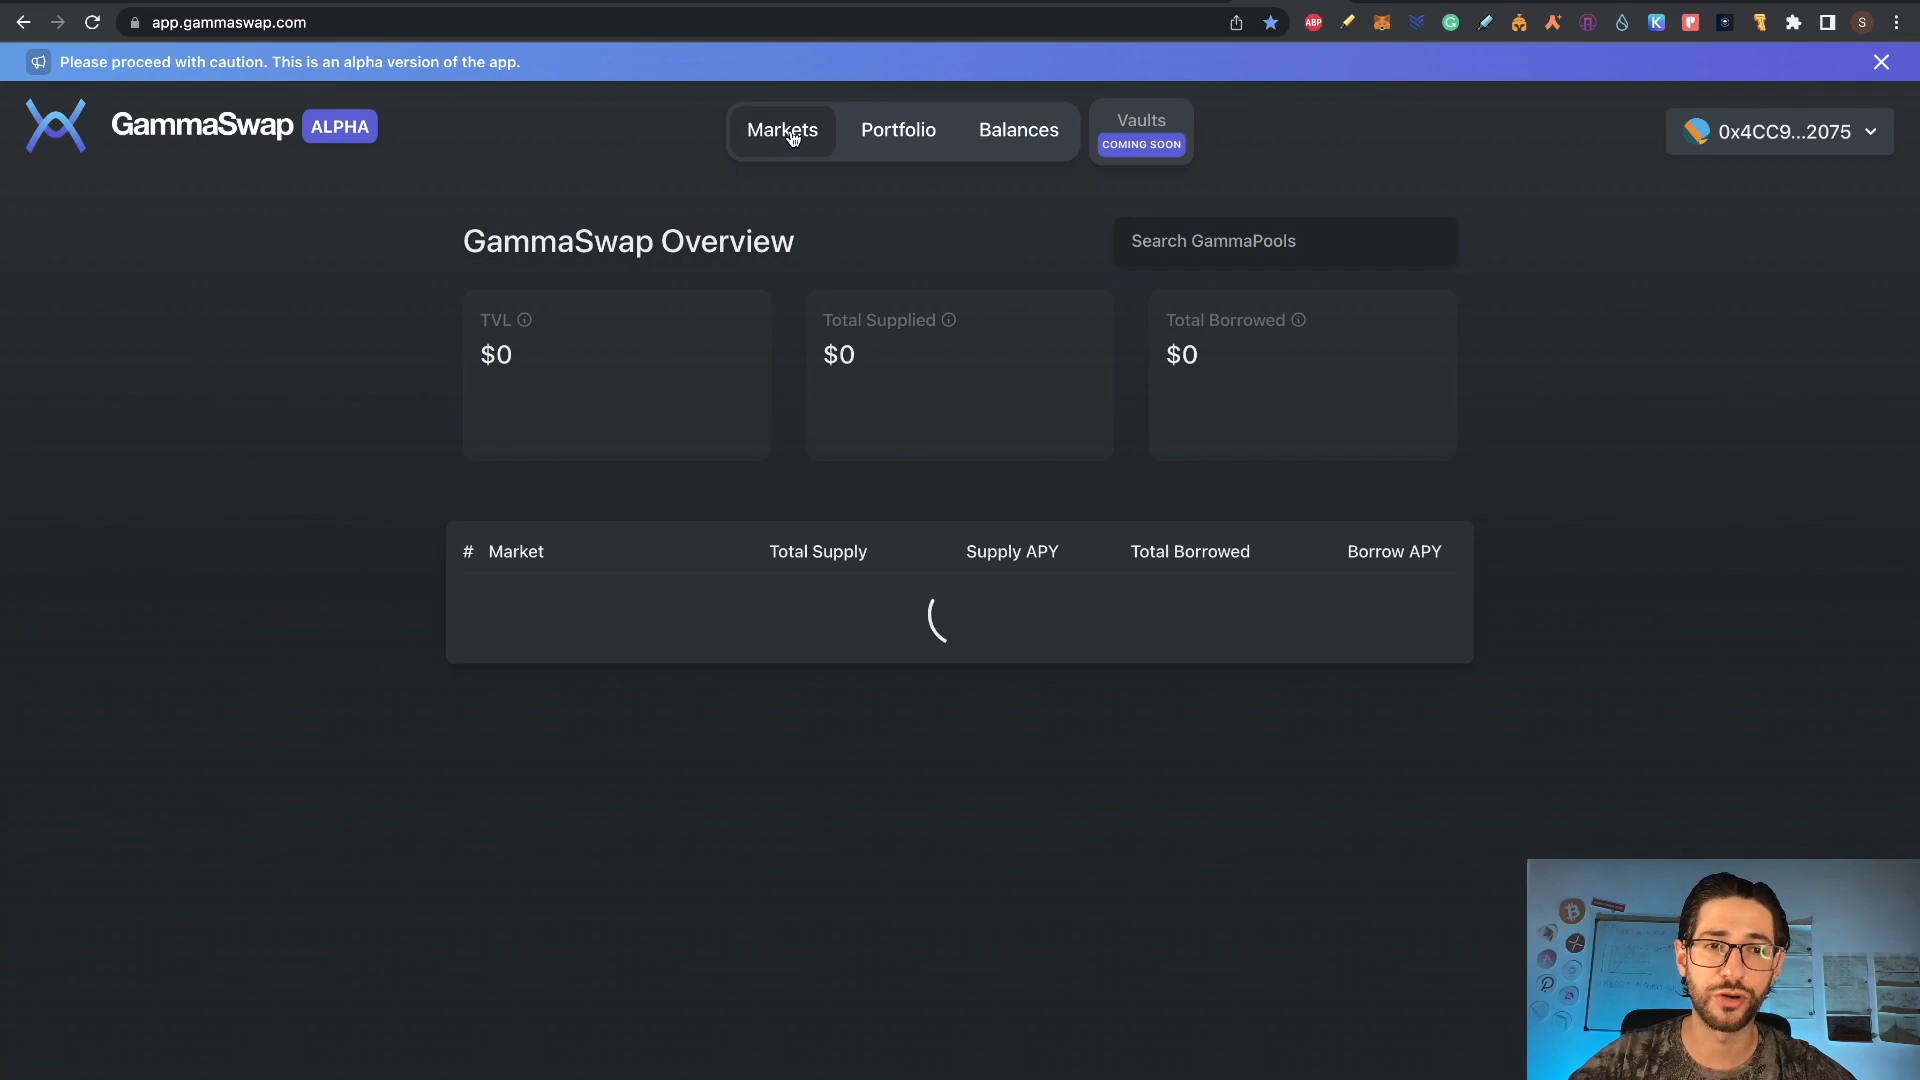 app.gammaswap.com
ABP
G
K
S
Please proceed with caution. This is an alpha version of the app.
GammaSwap ALPHA
Markets
Portfolio
Balances
Vaults
COMING SOON
0x4CC9...2075
GammaSwap Overview
Search GammaPools
TVL
$0
Total Supplied
$0
Total Borrowed
$0
# Market Total Supply Supply APY Total Borrowed Borrow APY